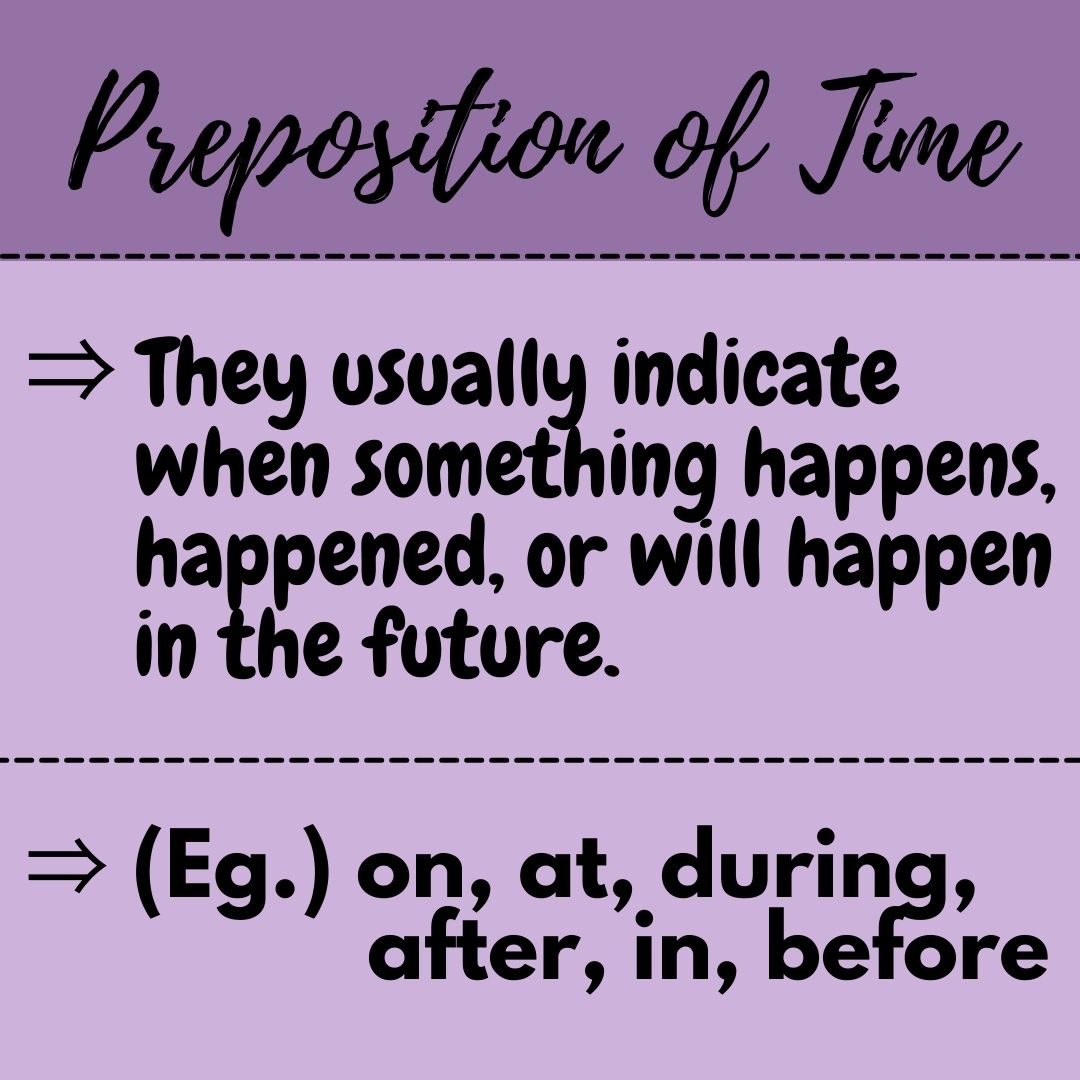 Preposition of Time
⇒ They usually indicate
when something happens,
happened, or will happen
in the future.
⇒ (Eg.) on, at, during,
after, in, before